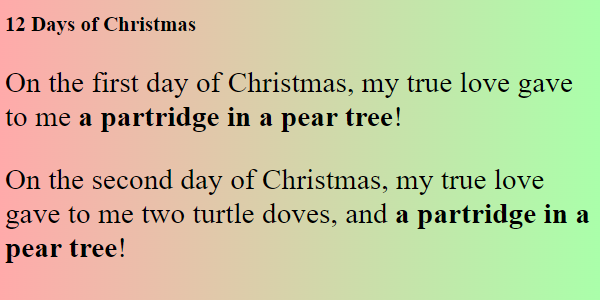 12 Days of Christmas
On the first day of Christmas, my true love gave
to me a partridge in a pear tree!
On the second day of Christmas, my true love
gave to me two turtle doves, and a partridge in a
pear tree!